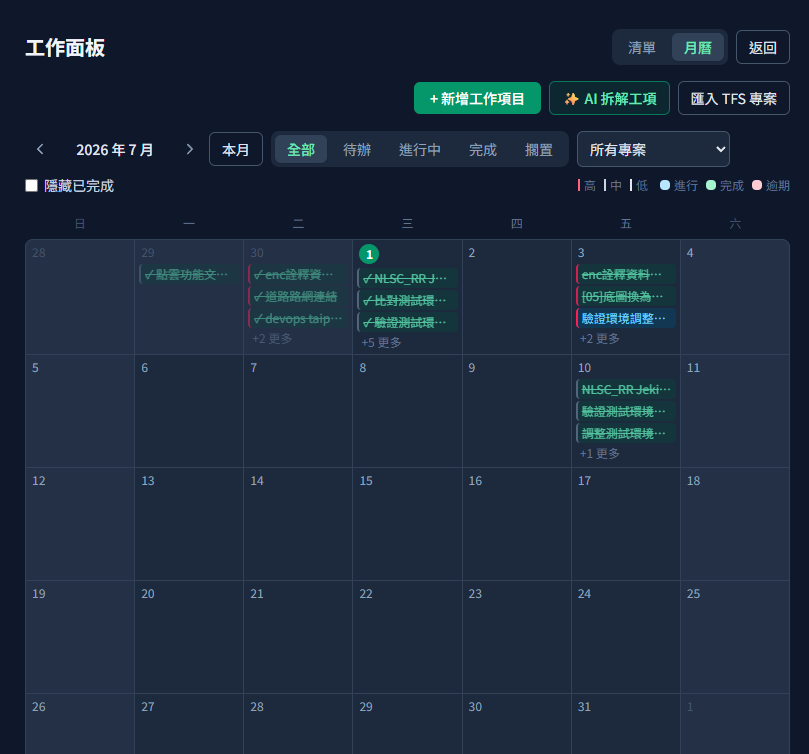 工作面板
清單 月曆 返回
+ 新增工作項目 ✨ AI 拆解工項 匯入 TFS 專案
2026 年 7 月 本月 全部 待辦 進行中 完成 擱置 所有專案
隱藏已完成 高 中 低 進行 完成 逾期
日 一 二 三 四 五 六
28 29 30 1 2 3 4
✓ 點雲功能文…
✓ enc詮釋資…
✓ 道路路網連結
✓ devops taip…
+2 更多
✓ NLSC_RR J…
✓ 比對測試環…
✓ 驗證測試環…
+5 更多
enc詮釋資料…
[05]底圖換為…
驗證環境調整…
+2 更多
5 6 7 8 9 10 11
NLSC_RR Jeki…
驗證測試環境…
調整測試環境…
+1 更多
12 13 14 15 16 17 18
19 20 21 22 23 24 25
26 27 28 29 30 31 1